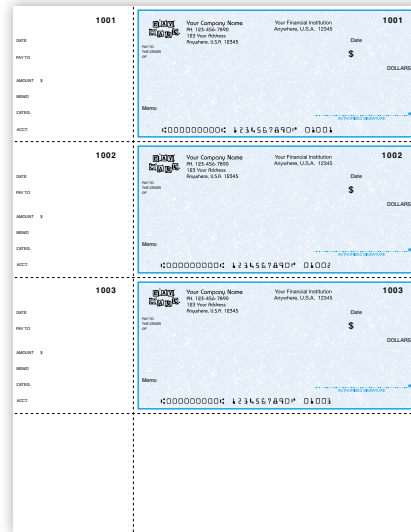 1001
DATE
PAY TO
AMOUNT $
MEMO
CATEG.
ACCT.
Your Company Name
PH. 123-456-7890
123 Your Address
Anywhere, U.S.A. 12345
Your Financial Institution
Anywhere, U.S.A. 12345
1001
Date
PAY TO
THE ORDER
OF
$
DOLLARS
Memo
AUTHORIZED SIGNATURE
⑆000000000⑆ 1234567890⑈ 01001
1002
DATE
PAY TO
AMOUNT $
MEMO
CATEG.
ACCT.
Your Company Name
PH. 123-456-7890
123 Your Address
Anywhere, U.S.A. 12345
Your Financial Institution
Anywhere, U.S.A. 12345
1002
Date
PAY TO
THE ORDER
OF
$
DOLLARS
Memo
AUTHORIZED SIGNATURE
⑆000000000⑆ 1234567890⑈ 01002
1003
DATE
PAY TO
AMOUNT $
MEMO
CATEG.
ACCT.
Your Company Name
PH. 123-456-7890
123 Your Address
Anywhere, U.S.A. 12345
Your Financial Institution
Anywhere, U.S.A. 12345
1003
Date
PAY TO
THE ORDER
OF
$
DOLLARS
Memo
AUTHORIZED SIGNATURE
⑆000000000⑆ 1234567890⑈ 01003